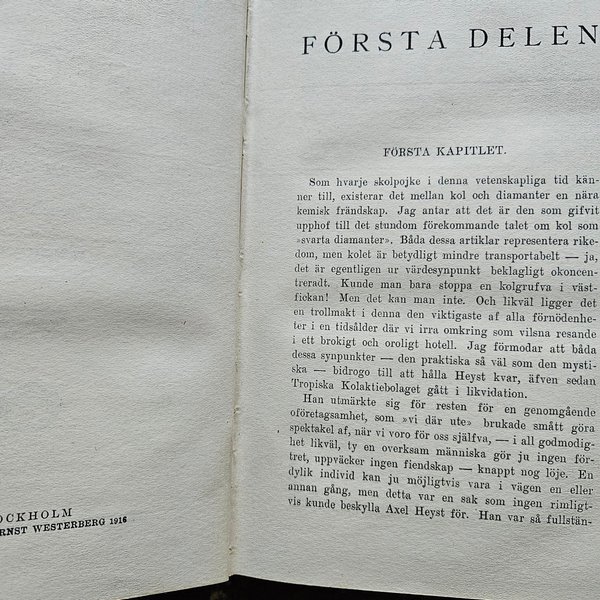 OCKHOLM
RNST WESTERBERG 1916
FÖRSTA DELEN
FÖRSTA KAPITLET.
Som hvarje skolpojke i denna vetenskapliga tid kän-
ner till, existerar det mellan kol och diamanter en nära
kemisk frändskap. Jag antar att det är den som gifvit
upphof till det stundom förekommande talet om kol som
»svarta diamanter». Båda dessa artiklar representera rike-
dom, men kolet är betydligt mindre transportabelt — ja,
det är egentligen ur värdesynpunkt beklagligt okoncen-
treradt. Kunde man bara stoppa en kolgrufva i väst-
fickan! Men det kan man inte. Och likväl ligger det
en trollmakt i denna den viktigaste af alla förnödenhe-
ter i en tidsålder där vi irra omkring som vilsna resande
i ett brokigt och oroligt hotell. Jag förmodar att båda
dessa synpunkter — den praktiska så väl som den mysti-
ska — bidrogo till att hålla Heyst kvar, äfven sedan
Tropiska Kolaktiebolaget gått i likvidation.
Han utmärkte sig för resten för en genomgående
oföretagsamhet, som »vi där ute» brukade smått göra
spektakel af, när vi voro för oss själfva, — i all godmodig-
het likväl, ty en overksam människa gör ju ingen för-
tret, uppväcker ingen fiendskap — knappt nog löje. En
dylik individ kan ju möjligtvis vara i vägen en eller
annan gång, men detta var en sak som ingen rimligt-
vis kunde beskylla Axel Heyst för. Han var så fullstän-